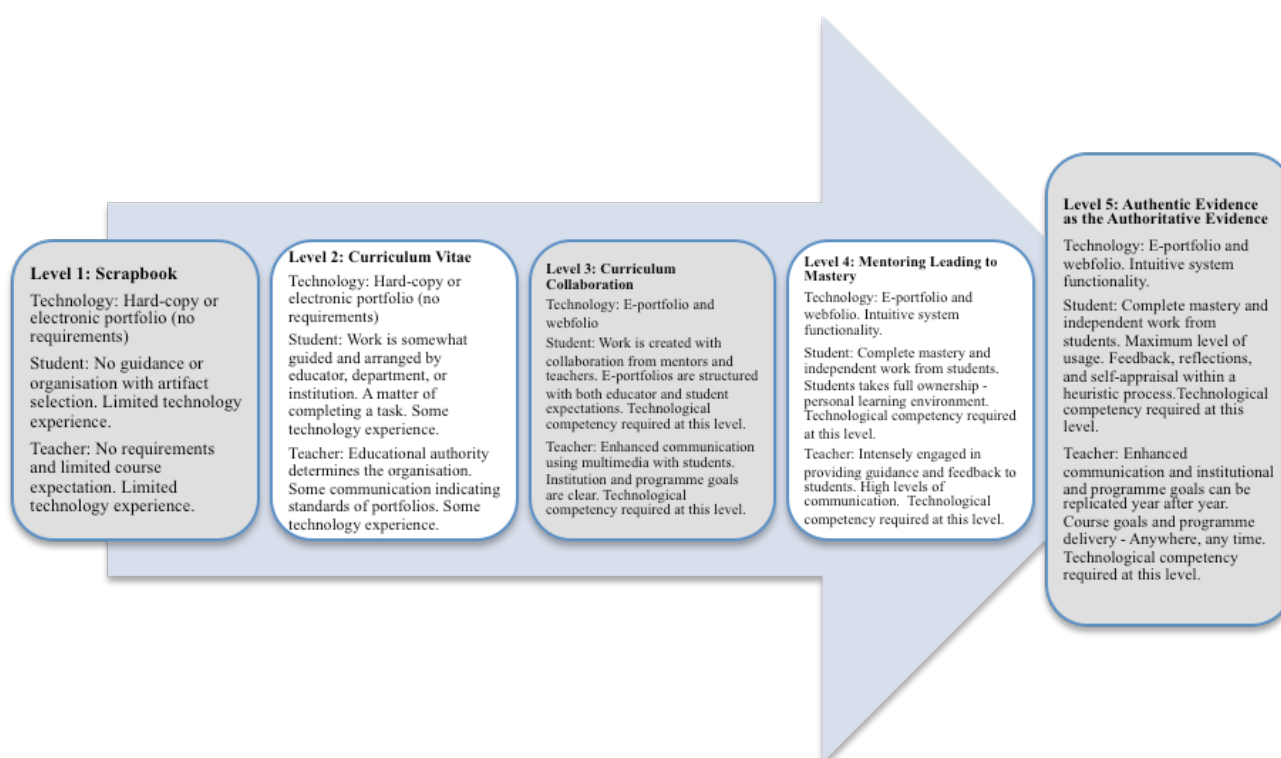 Level 1: Scrapbook
Technology: Hard-copy or
electronic portfolio (no
requirements)
Student: No guidance or
organisation with artifact
selection. Limited technology
experience.
Teacher: No requirements
and limited course
expectation. Limited
technology experience.
Level 2: Curriculum Vitae
Technology: Hard-copy or
electronic portfolio (no
requirements)
Student: Work is somewhat
guided and arranged by
educator, department, or
institution. A matter of
completing a task. Some
technology experience.
Teacher: Educational authority
determines the organisation.
Some communication indicating
standards of portfolios. Some
technology experience.
Level 3: Curriculum
Collaboration
Technology: E-portfolio and
webfolio
Student: Work is created with
collaboration from mentors and
teachers. E-portfolios are structured
with both educator and student
expectations. Technological
competency required at this level.
Teacher: Enhanced communication
using multimedia with students.
Institution and programme goals
are clear. Technological
competency required at this level.
Level 4: Mentoring Leading to
Mastery
Technology: E-portfolio and
webfolio. Intuitive system
functionality.
Student: Complete mastery and
independent work from students.
Students takes full ownership -
personal learning environment.
Technological competency required
at this level.
Teacher: Intensely engaged in
providing guidance and feedback to
students. High levels of
communication. Technological
competency required at this level.
Level 5: Authentic Evidence
as the Authoritative Evidence
Technology: E-portfolio and
webfolio. Intuitive system
functionality.
Student: Complete mastery and
independent work from
students. Maximum level of
usage. Feedback, reflections,
and self-appraisal within a
heuristic process.Technological
competency required at this
level.
Teacher: Enhanced
communication and institutional
and programme goals can be
replicated year after year.
Course goals and programme
delivery - Anywhere, any time.
Technological competency
required at this level.